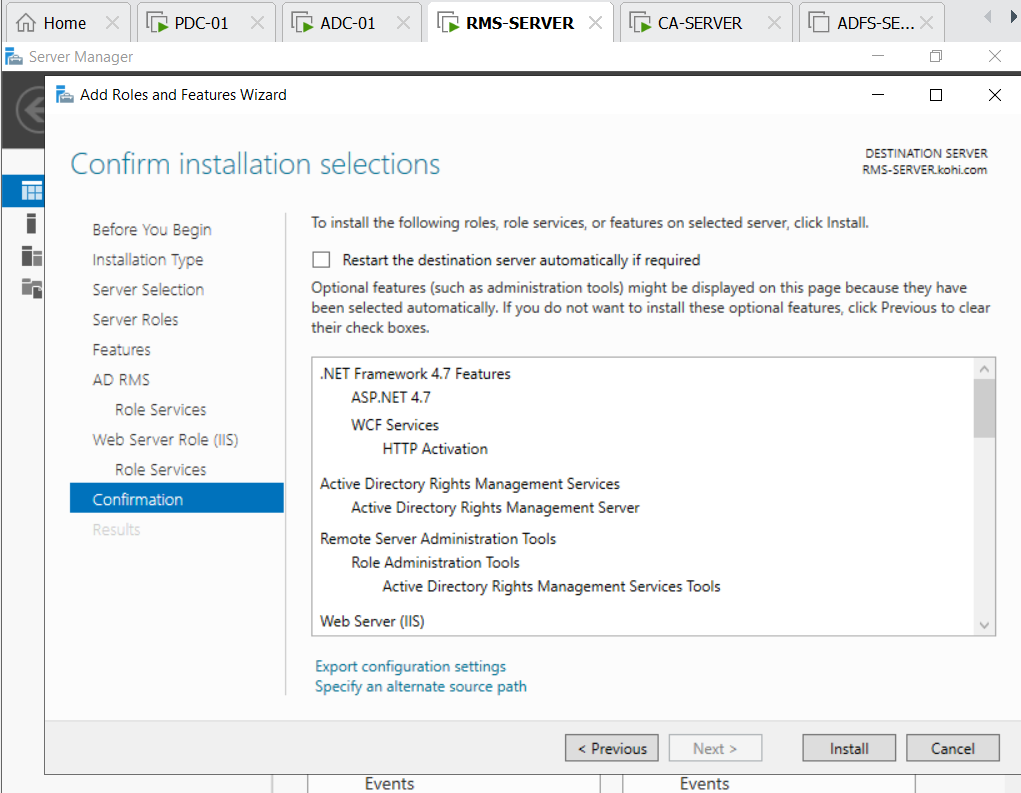 Home
PDC-01
ADC-01
RMS-SERVER
CA-SERVER
ADFS-SE...
Server Manager
Add Roles and Features Wizard
Confirm installation selections
DESTINATION SERVER
RMS-SERVER.kohi.com
Before You Begin
Installation Type
Server Selection
Server Roles
Features
AD RMS
Role Services
Web Server Role (IIS)
Role Services
Confirmation
Results
To install the following roles, role services, or features on selected server, click Install.
Restart the destination server automatically if required
Optional features (such as administration tools) might be displayed on this page because they have
been selected automatically. If you do not want to install these optional features, click Previous to clear
their check boxes.
.NET Framework 4.7 Features
ASP.NET 4.7
WCF Services
HTTP Activation
Active Directory Rights Management Services
Active Directory Rights Management Server
Remote Server Administration Tools
Role Administration Tools
Active Directory Rights Management Services Tools
Web Server (IIS)
Export configuration settings
Specify an alternate source path
< Previous
Next >
Install
Cancel
Events
Events